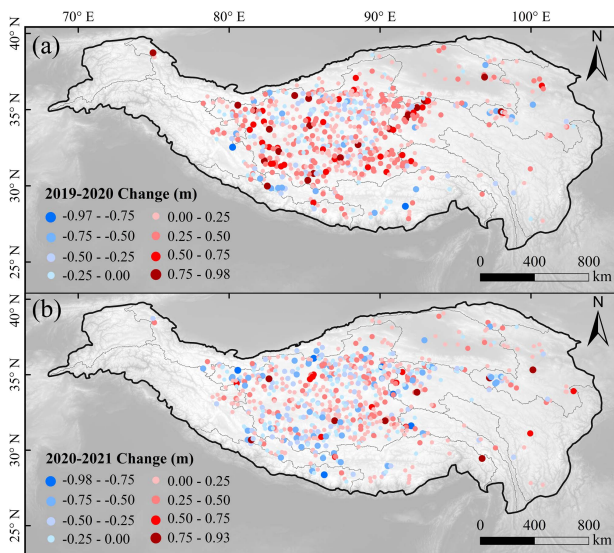 70° E 80° E 90° E 100° E
(a)
N
40° N
35° N
30° N
25° N
2019-2020 Change (m)
-0.97 - -0.75 0.00 - 0.25
-0.75 - -0.50 0.25 - 0.50
-0.50 - -0.25 0.50 - 0.75
-0.25 - 0.00 0.75 - 0.98
0 400 800
km
(b)
N
40° N
35° N
30° N
25° N
2020-2021 Change (m)
-0.98 - -0.75 0.00 - 0.25
-0.75 - -0.50 0.25 - 0.50
-0.50 - -0.25 0.50 - 0.75
-0.25 - 0.00 0.75 - 0.93
0 400 800
km